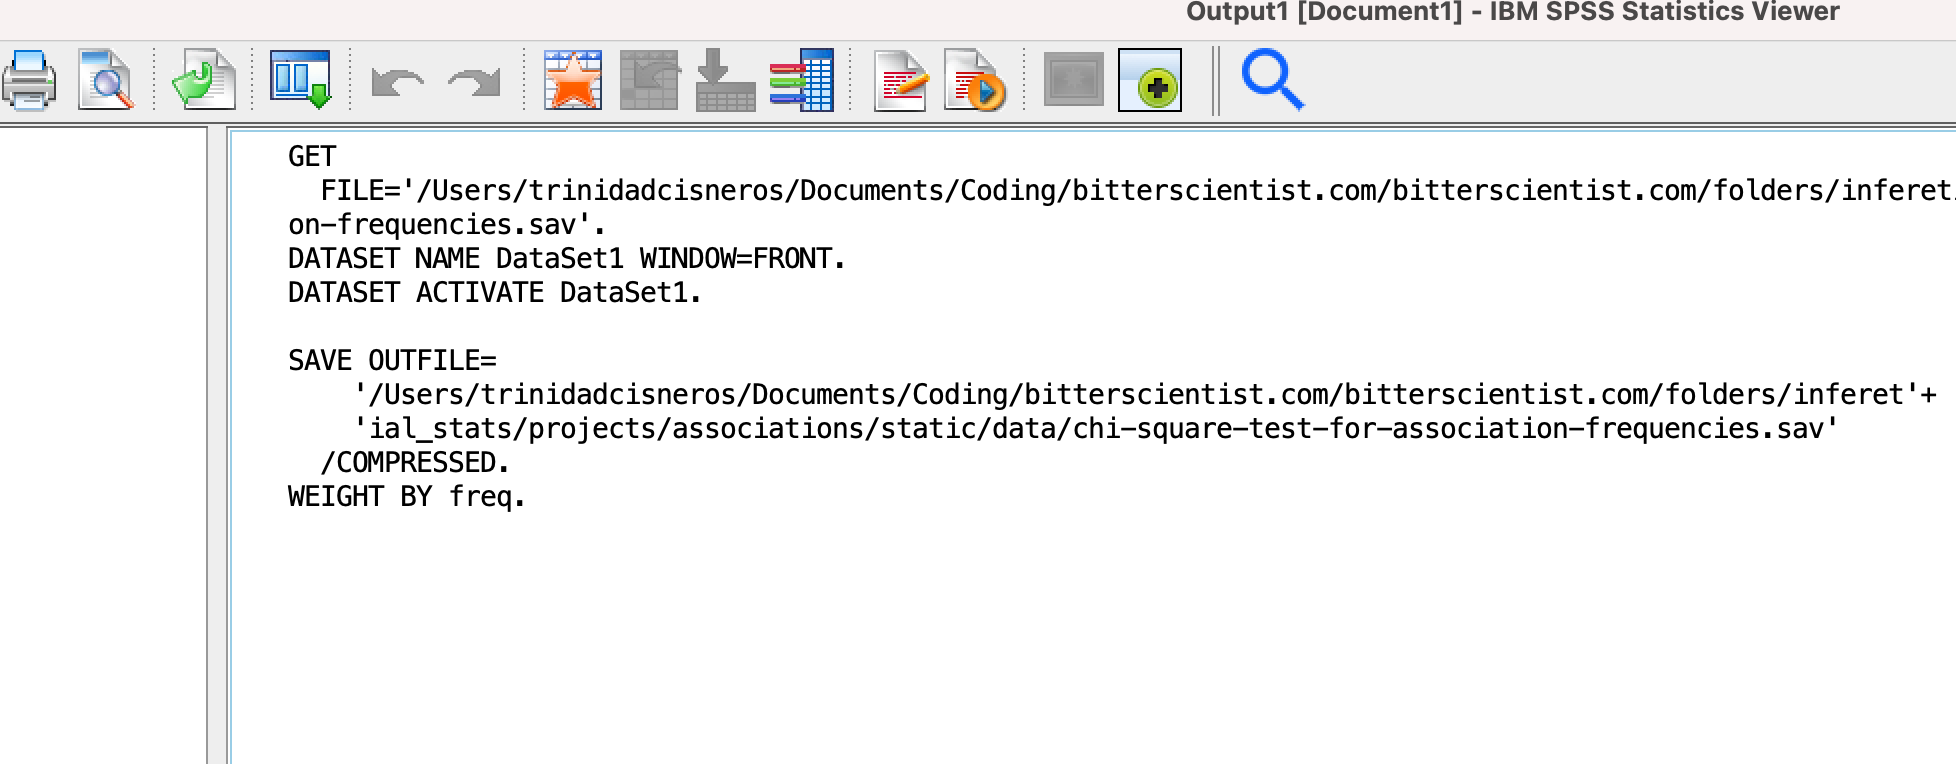 Output1 [Document1] - IBM SPSS Statistics Viewer
GET
FILE='/Users/trinidadcisneros/Documents/Coding/bitterscientist.com/bitterscientist.com/folders/inferet
on-frequencies.sav'.
DATASET NAME DataSet1 WINDOW=FRONT.
DATASET ACTIVATE DataSet1.
SAVE OUTFILE=
'/Users/trinidadcisneros/Documents/Coding/bitterscientist.com/bitterscientist.com/folders/inferet'+
'ial_stats/projects/associations/static/data/chi-square-test-for-association-frequencies.sav'
/COMPRESSED.
WEIGHT BY freq.